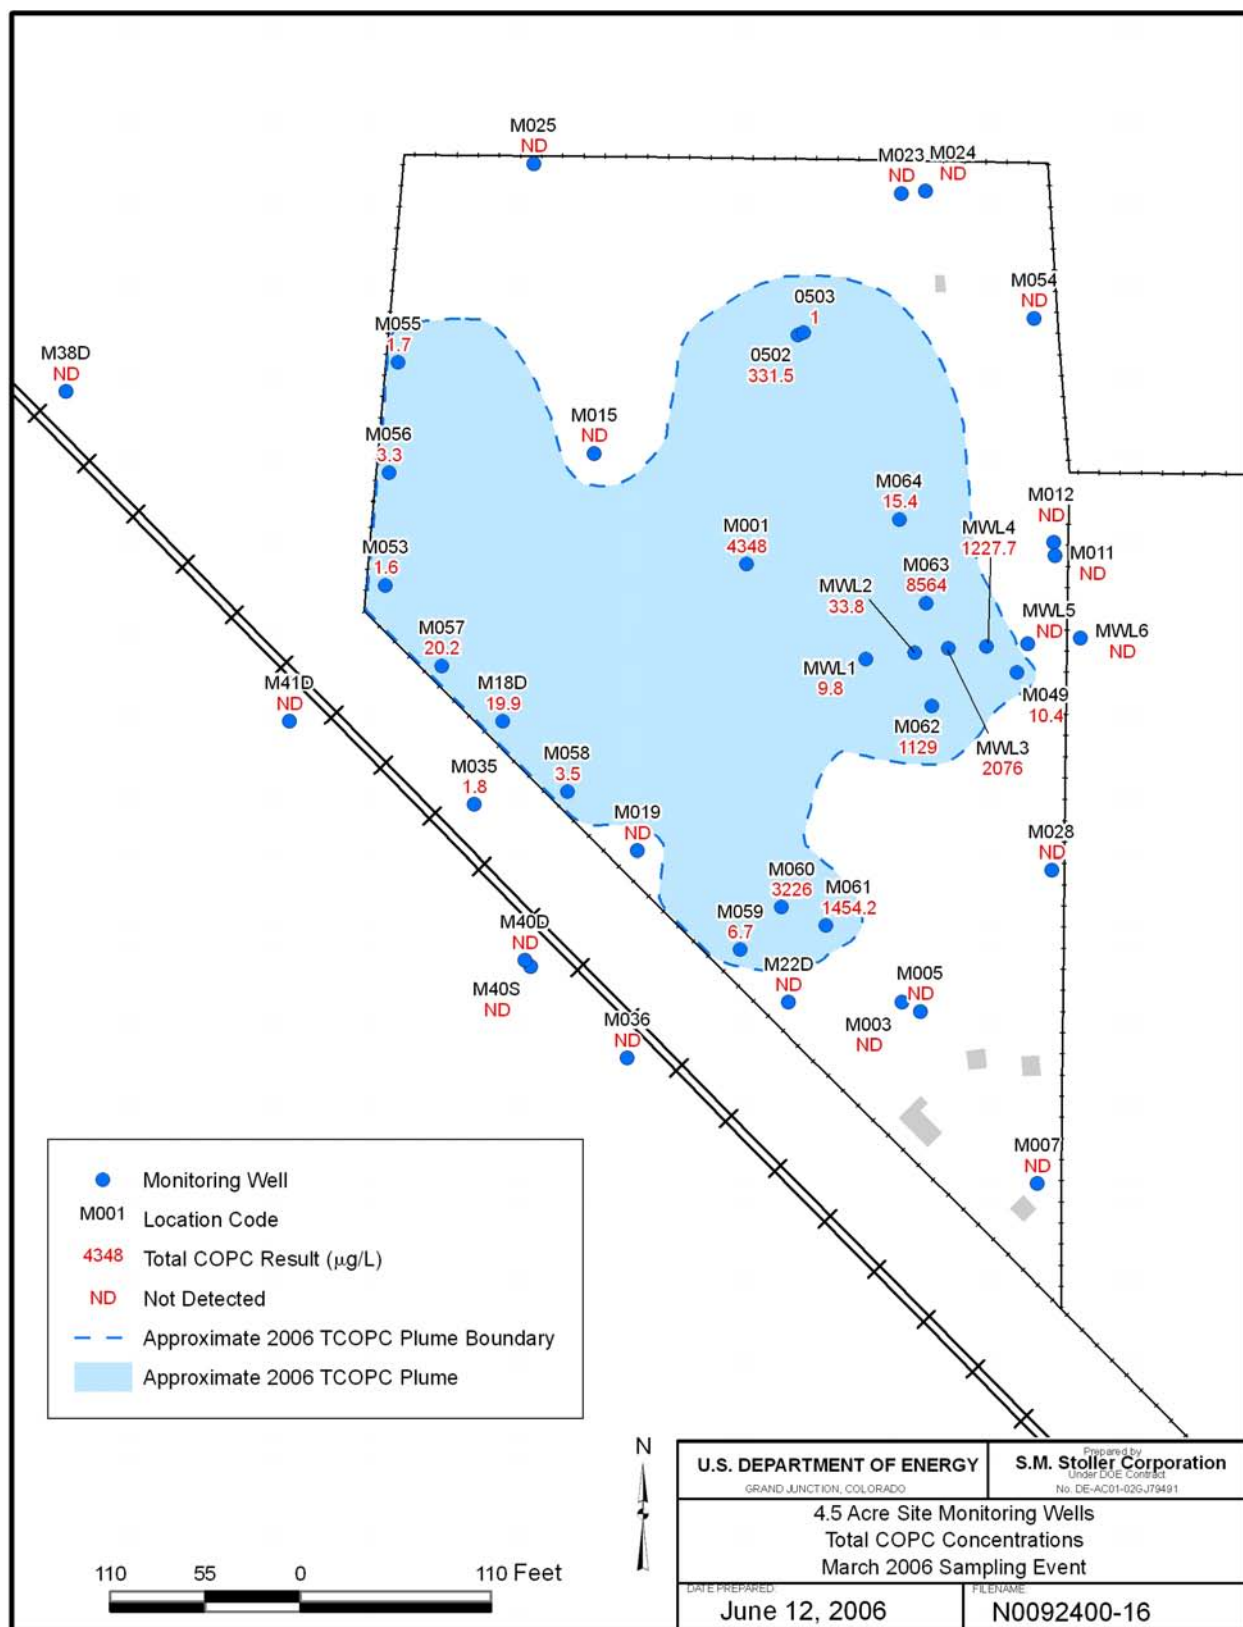 M025
ND
M023
ND
M024
ND
M054
ND
0503
1
0502
331.5
M055
1.7
M38D
ND
M015
ND
M056
3.3
M064
15.4
M012
ND
M001
4348
MWL4
1227.7
M053
1.6
M063
8564
M011
ND
MWL2
33.8
MWL5
ND
MWL6
ND
M057
20.2
MWL1
9.8
M18D
19.9
M41D
ND
M049
10.4
M062
1129
MWL3
2076
M035
1.8
M058
3.5
M019
ND
M028
ND
M060
3226
M061
1454.2
M059
6.7
M40D
ND
M22D
ND
M005
ND
M40S
ND
M003
ND
M036
ND
M007
ND
Monitoring Well
M001 Location Code
4348 Total COPC Result (µg/L)
ND Not Detected
Approximate 2006 TCOPC Plume Boundary
Approximate 2006 TCOPC Plume
N
110 55 0 110 Feet
U.S. DEPARTMENT OF ENERGY
GRAND JUNCTION, COLORADO
Prepared by
S.M. Stoller Corporation
Under DOE Contract
No. DE-AC01-02GJ79491
4.5 Acre Site Monitoring Wells
Total COPC Concentrations
March 2006 Sampling Event
DATE PREPARED:
June 12, 2006
FILENAME:
N0092400-16